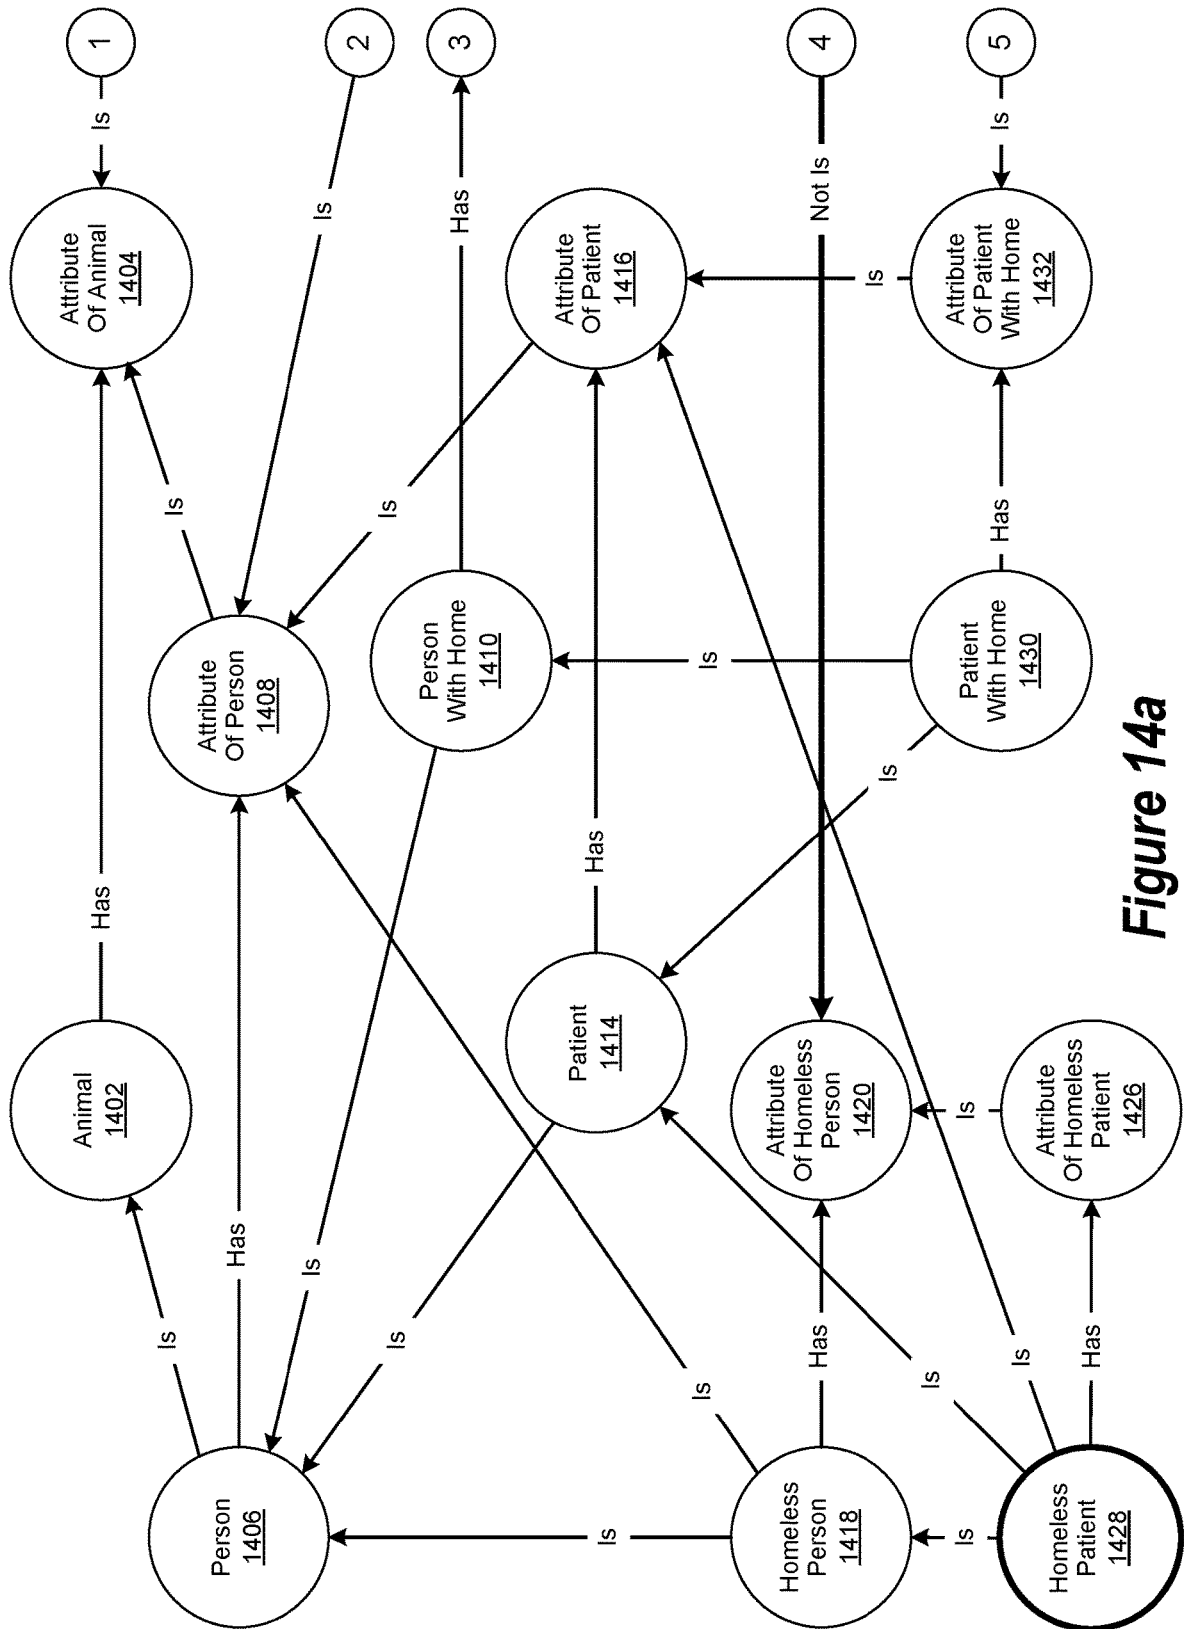 Animal
1402
Has
Attribute
Of Animal
1404
Is
1
Is
Is
Person
1406
Has
Attribute
Of Person
1408
Is
2
Is
Is
Is
Person
With Home
1410
Has
3
Is
Patient
1414
Has
Attribute
Of Patient
1416
Is
Is
Homeless
Person
1418
Has
Attribute
Of Homeless
Person
1420
Not Is
4
Is
Is
Is
Is
Is
Is
Patient
With Home
1430
Has
Attribute
Of Patient
With Home
1432
Is
5
Homeless
Patient
1428
Has
Attribute
Of Homeless
Patient
1426
Figure 14a